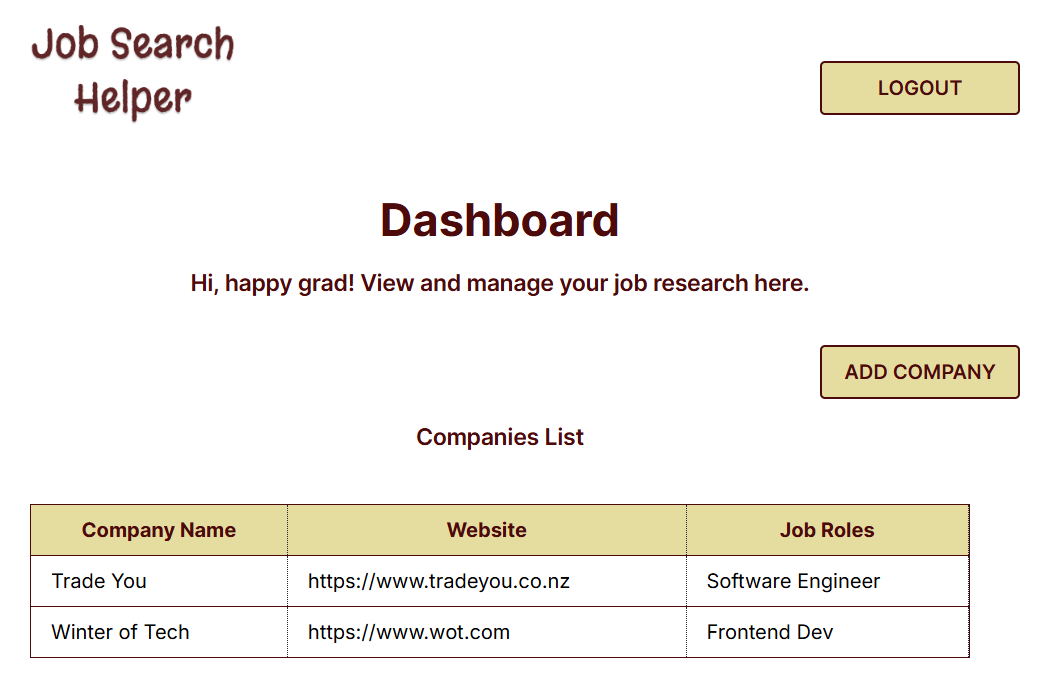 Job Search
Helper
LOGOUT
Dashboard
Hi, happy grad! View and manage your job research here.
ADD COMPANY
Companies List
Company Name Website Job Roles
Trade You https://www.tradeyou.co.nz Software Engineer
Winter of Tech https://www.wot.com Frontend Dev